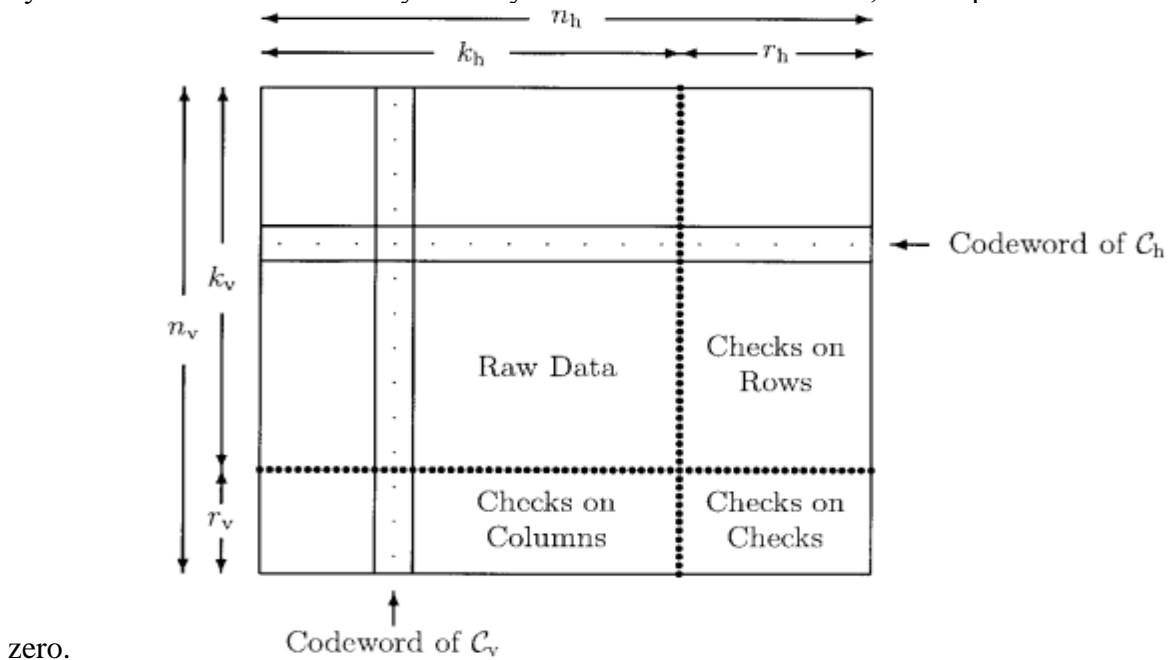 n_h
k_h r_h
k_v
n_v
r_v
Codeword of C_h
Raw Data
Checks on
Rows
Checks on
Columns
Checks on
Checks
Codeword of C_v
zero.